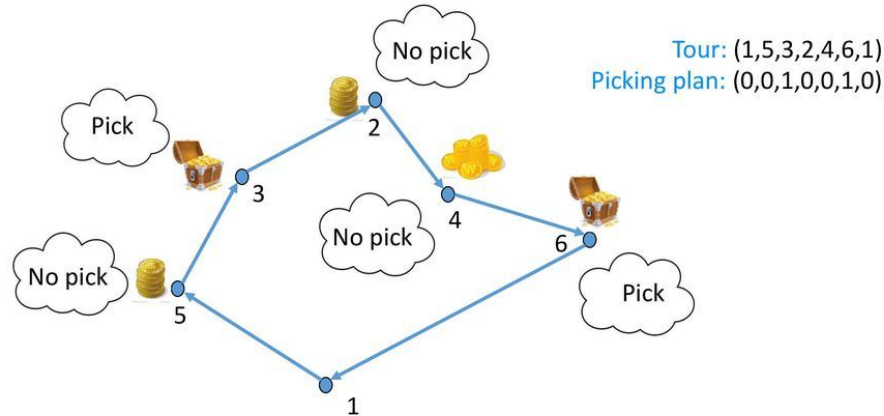 No pick
Tour: (1,5,3,2,4,6,1)
Picking plan: (0,0,1,0,0,1,0)
Pick
2
3
4
No pick
6
No pick
5
Pick
1